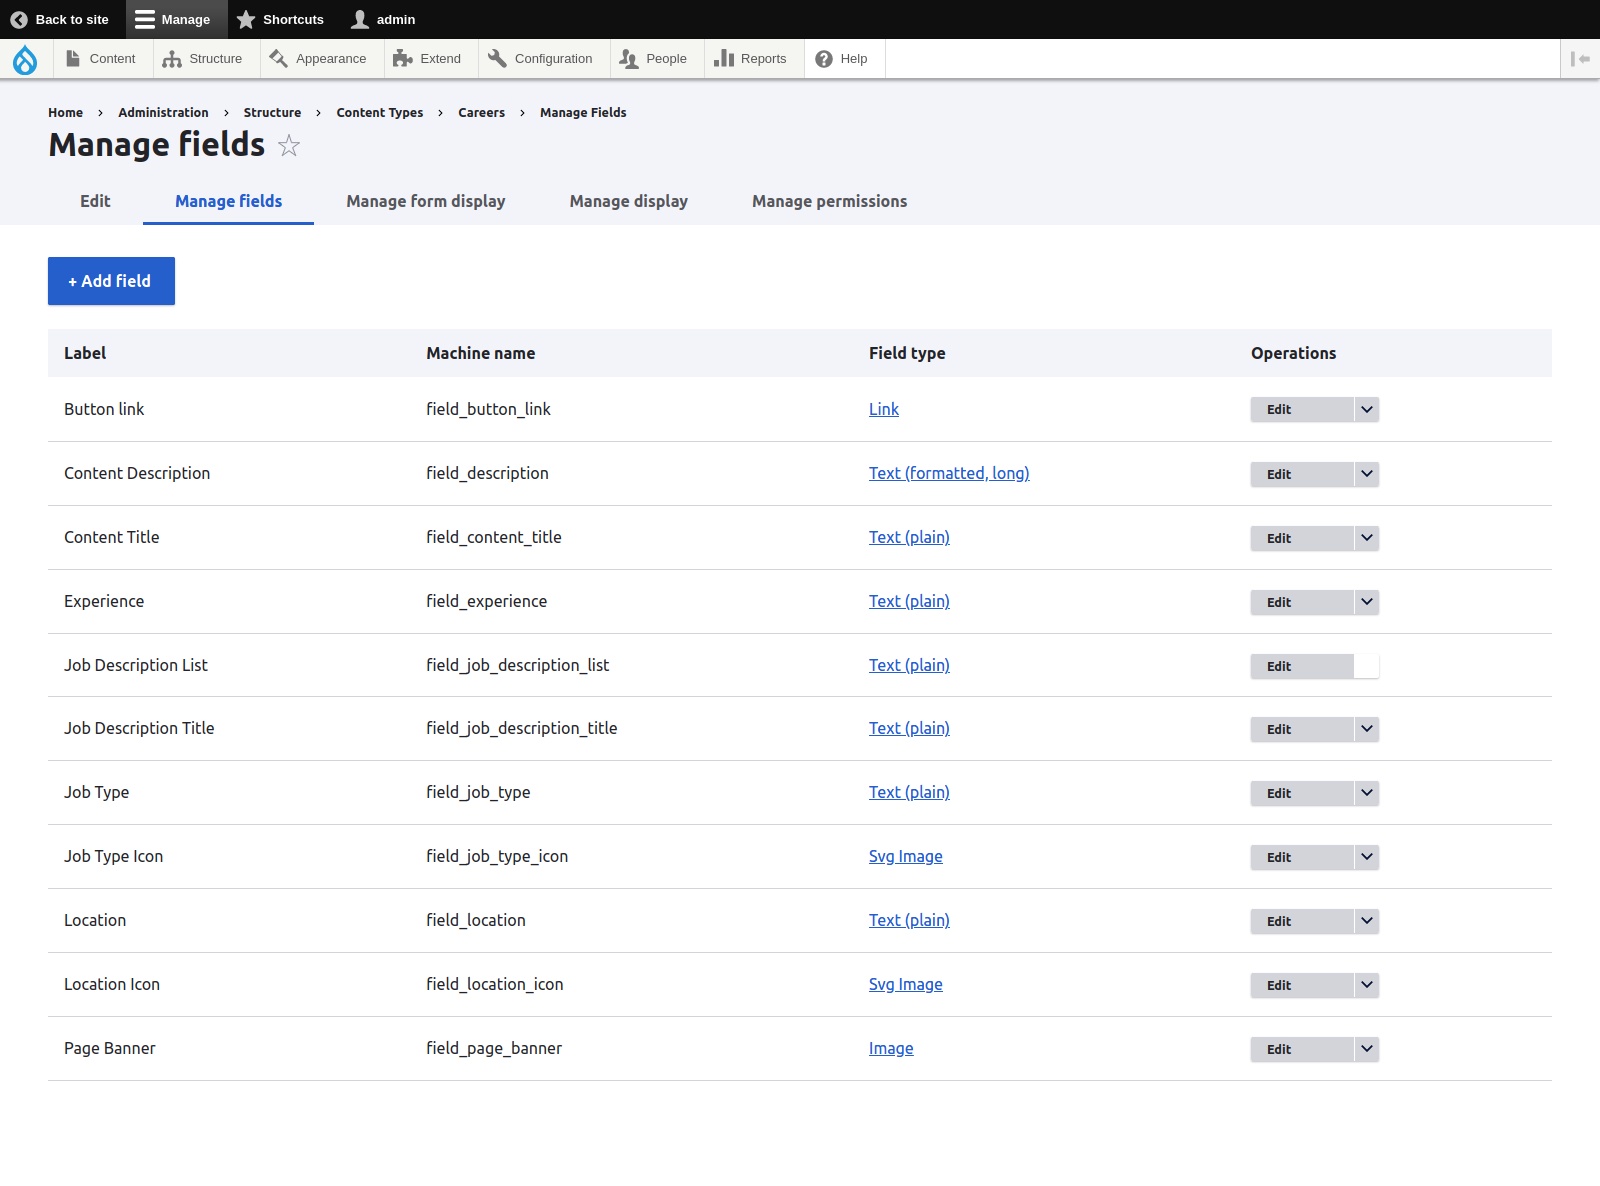 Back to site Manage Shortcuts admin
Content Structure Appearance Extend Configuration People Reports Help
Home › Administration › Structure › Content Types › Careers › Manage Fields
Manage fields
Edit Manage fields Manage form display Manage display Manage permissions
+ Add field
Label Machine name Field type Operations
Button link field_button_link Link Edit
Content Description field_description Text (formatted, long) Edit
Content Title field_content_title Text (plain) Edit
Experience field_experience Text (plain) Edit
Job Description List field_job_description_list Text (plain) Edit
Job Description Title field_job_description_title Text (plain) Edit
Job Type field_job_type Text (plain) Edit
Job Type Icon field_job_type_icon Svg Image Edit
Location field_location Text (plain) Edit
Location Icon field_location_icon Svg Image Edit
Page Banner field_page_banner Image Edit